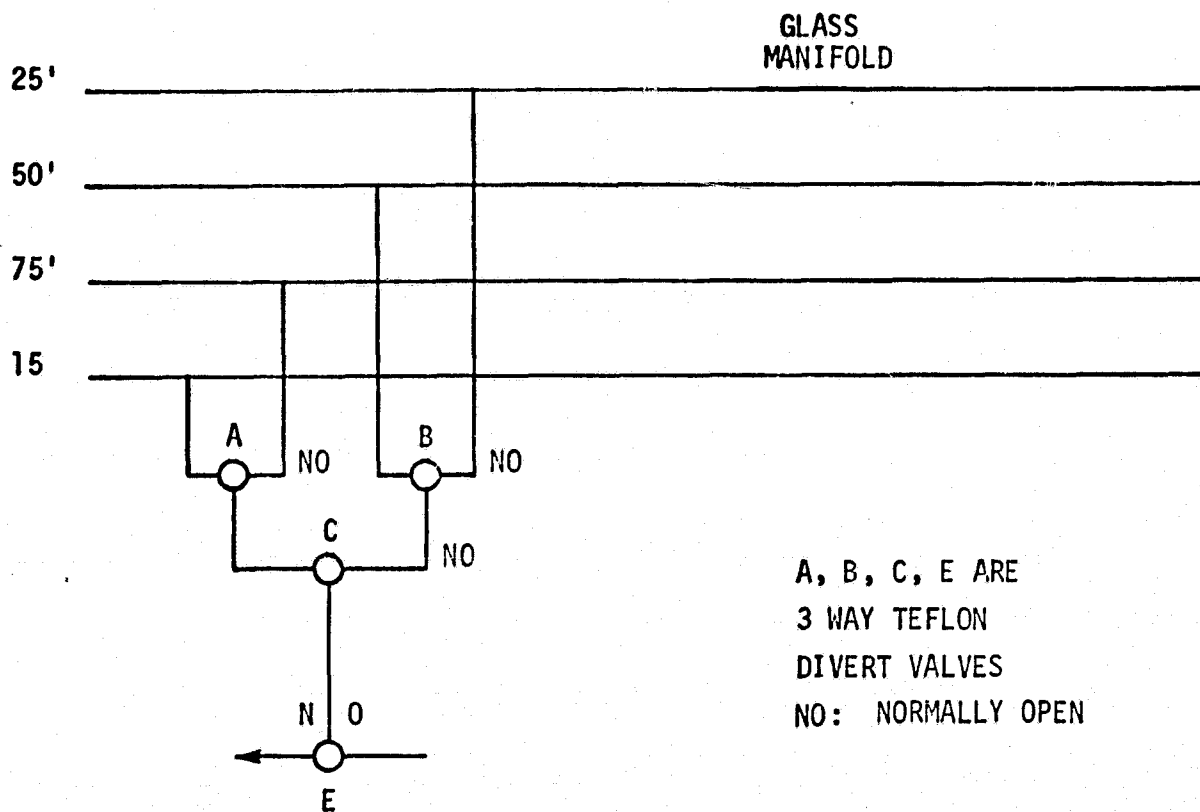 GLASS
MANIFOLD
25'
50'
75'
15
A
B
NO
NO
C
NO
A, B, C, E ARE
3 WAY TEFLON
DIVERT VALVES
NO: NORMALLY OPEN
N O
E